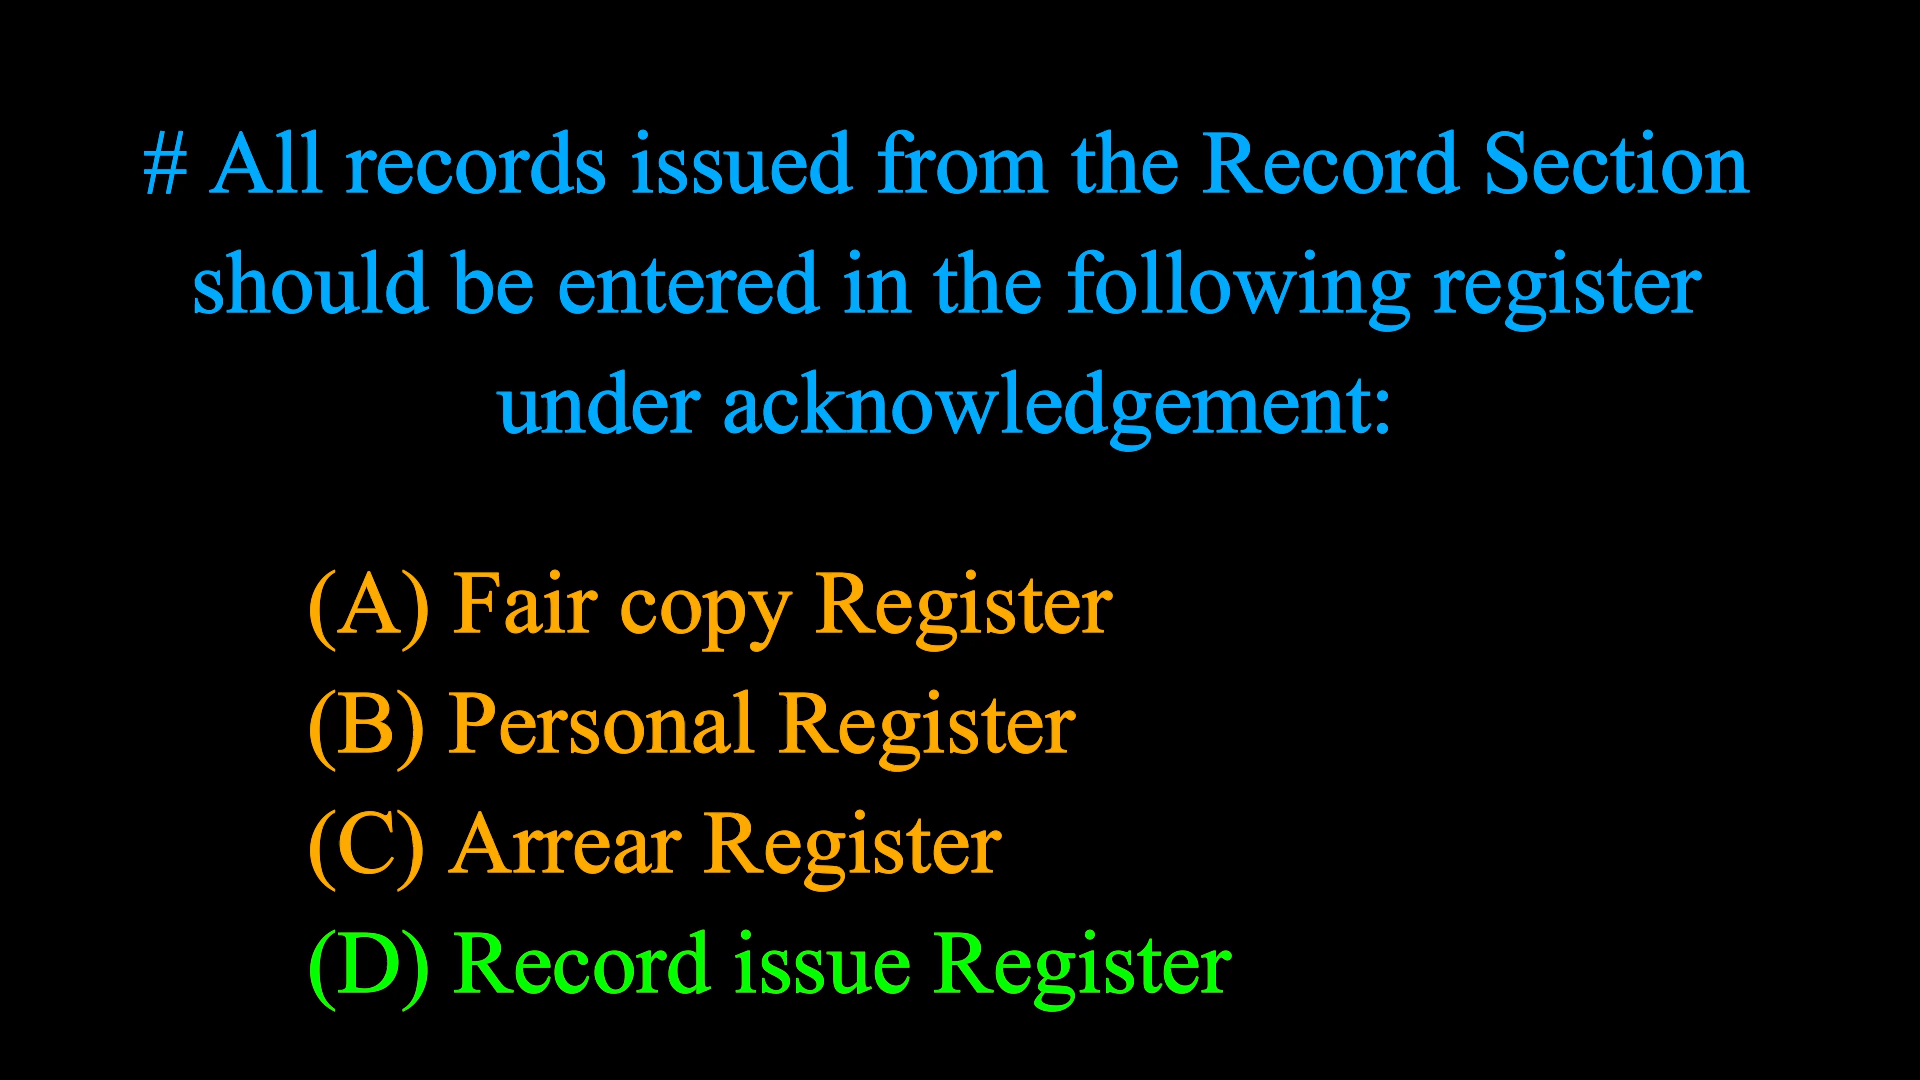 # All records issued from the Record Section
should be entered in the following register
under acknowledgement:
(A) Fair copy Register
(B) Personal Register
(C) Arrear Register
(D) Record issue Register